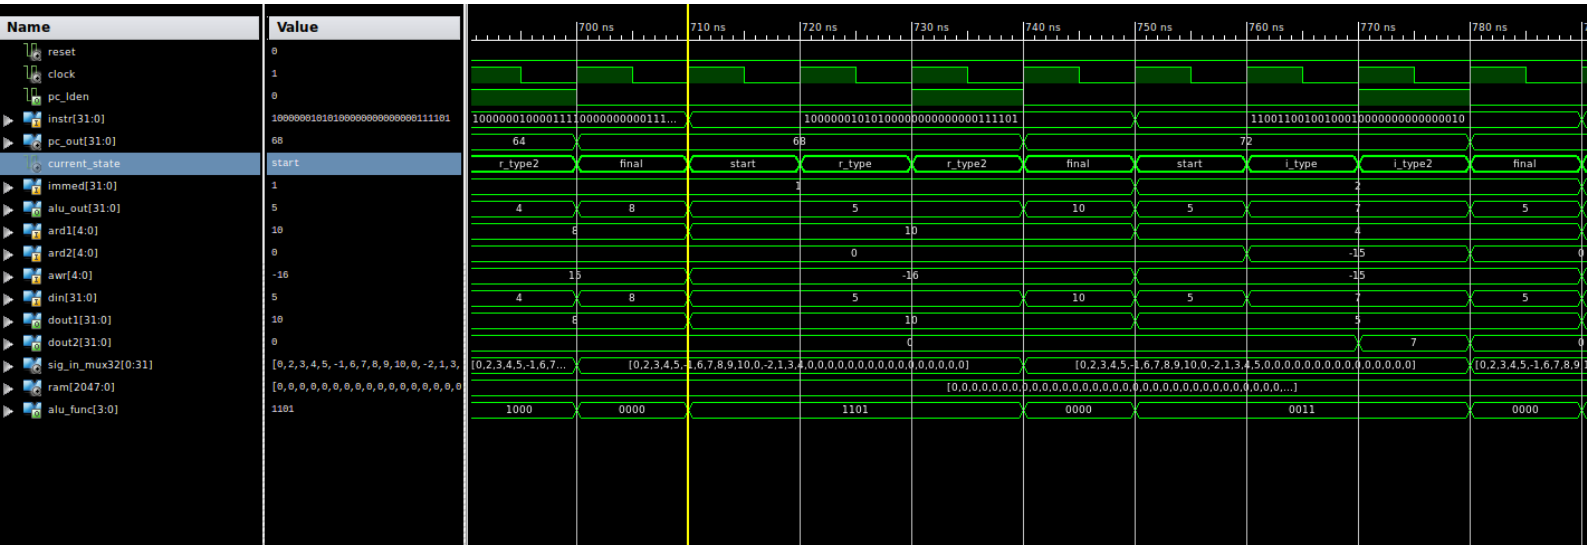 Name Value 700 ns 710 ns 720 ns 730 ns 740 ns 750 ns 760 ns 770 ns 780 ns
reset 0
clock 1
pc_lden 0
instr[31:0] 10000001010100000000000000111101 10000001010100000000000000111101 11001100100100010000000000000010
pc_out[31:0] 68 64 68 72
current_state start r_type2 final start r_type r_type2 final start i_type i_type2 final
immed[31:0] 1 1 2
alu_out[31:0] 5 4 8 5 10 5 7 5
ard1[4:0] 10 8 10 4
ard2[4:0] 0 0 -15 0
awr[4:0] -16 15 -16 -15
din[31:0] 5 4 8 5 10 5 7 5
dout1[31:0] 10 8 10 5
dout2[31:0] 0 0 7 0
sig_in_mux32[0:31] [0,2,3,4,5,-1,6,7,8,9,10,0,-2,1,3, [0,2,3,4,5,-1,6,7... [0,2,3,4,5,-1,6,7,8,9,10,0,-2,1,3,4,0,0,0,0,0,0,0,0,0,0,0,0,0,0,0,0] [0,2,3,4,5,-1,6,7,8,9,10,0,-2,1,3,4,5,0,0,0,0,0,0,0,0,0,0,0,0,0,0,0] [0,2,3,4,5,-1,6,7,8,9,1
ram[2047:0] [0,0,0,0,0,0,0,0,0,0,0,0,0,0,0,0,0 [0,0,0,0,0,0,0,0,0,0,0,0,0,0,0,0,0,0,0,0,0,0,0,0,0,0,0,0,0,0,0,0,0,...]
alu_func[3:0] 1101 1000 0000 1101 0000 0011 0000